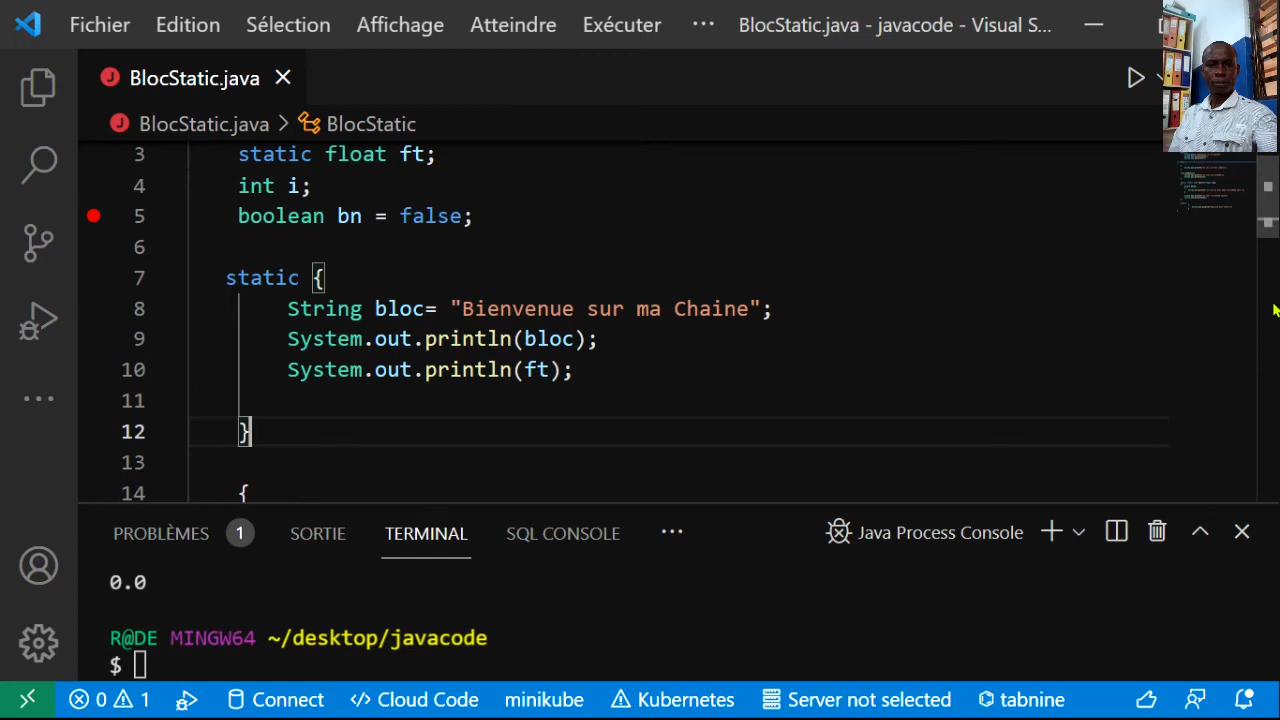 Fichier Edition Sélection Affichage Atteindre Exécuter ··· BlocStatic.java - javacode - Visual S...
BlocStatic.java
BlocStatic.java > BlocStatic
3 static float ft;
4 int i;
5 boolean bn = false;
6
7 static {
8 String bloc= "Bienvenue sur ma Chaine";
9 System.out.println(bloc);
10 System.out.println(ft);
11
12 }
13
14 {
PROBLÈMES 1 SORTIE TERMINAL SQL CONSOLE ··· Java Process Console
0.0
R@DE MINGW64 ~/desktop/javacode
$
0 1 Connect Cloud Code minikube Kubernetes Server not selected tabnine